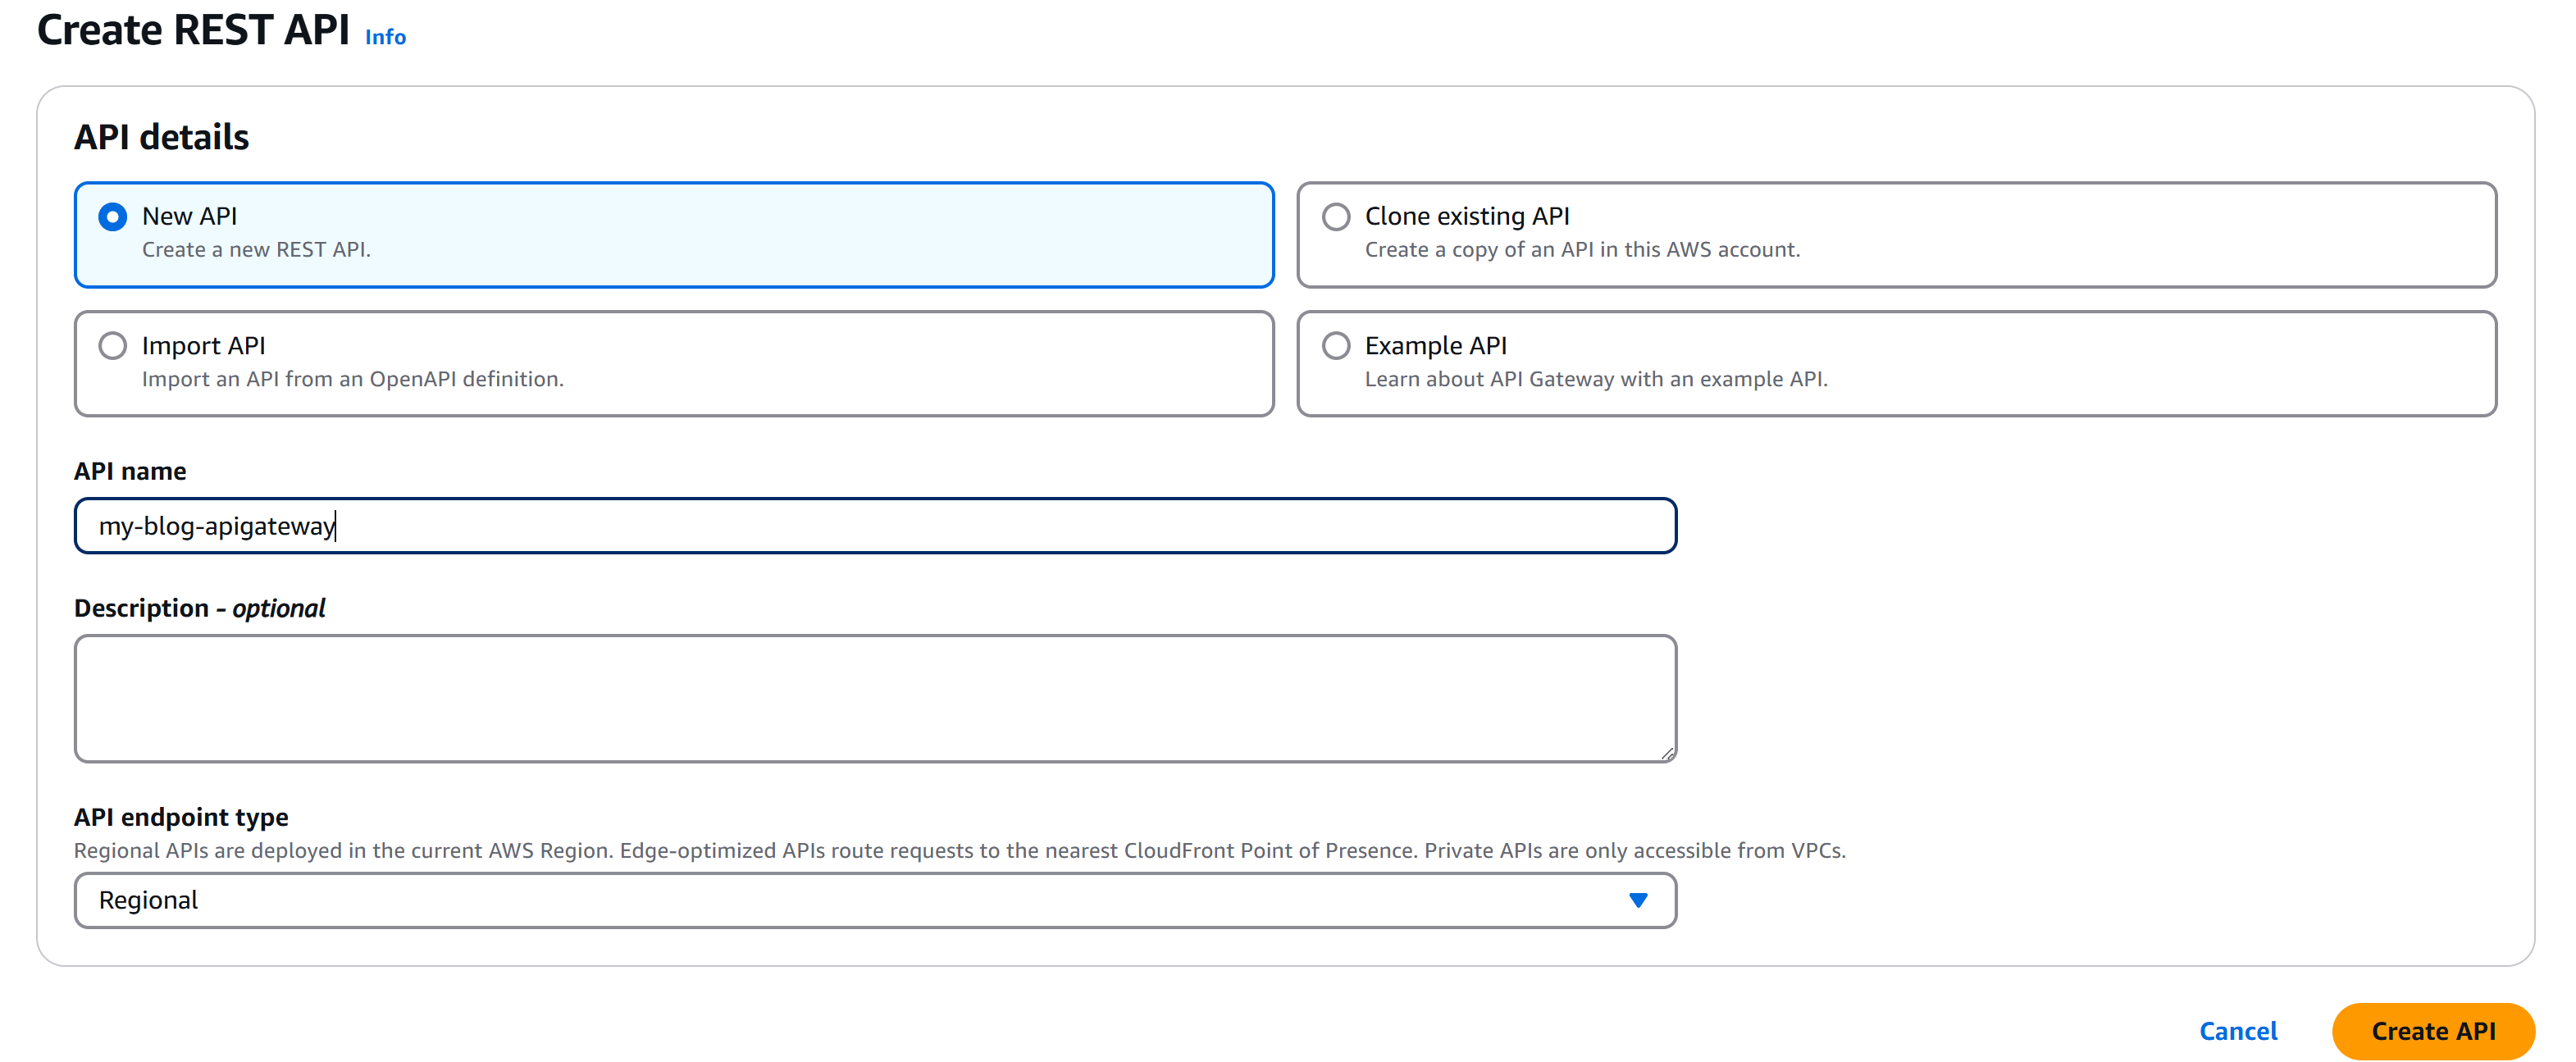 Create REST API Info
API details
New API
Create a new REST API.
Clone existing API
Create a copy of an API in this AWS account.
Import API
Import an API from an OpenAPI definition.
Example API
Learn about API Gateway with an example API.
API name
my-blog-apigateway
Description – optional
API endpoint type
Regional APIs are deployed in the current AWS Region. Edge-optimized APIs route requests to the nearest CloudFront Point of Presence. Private APIs are only accessible from VPCs.
Regional
Cancel
Create API